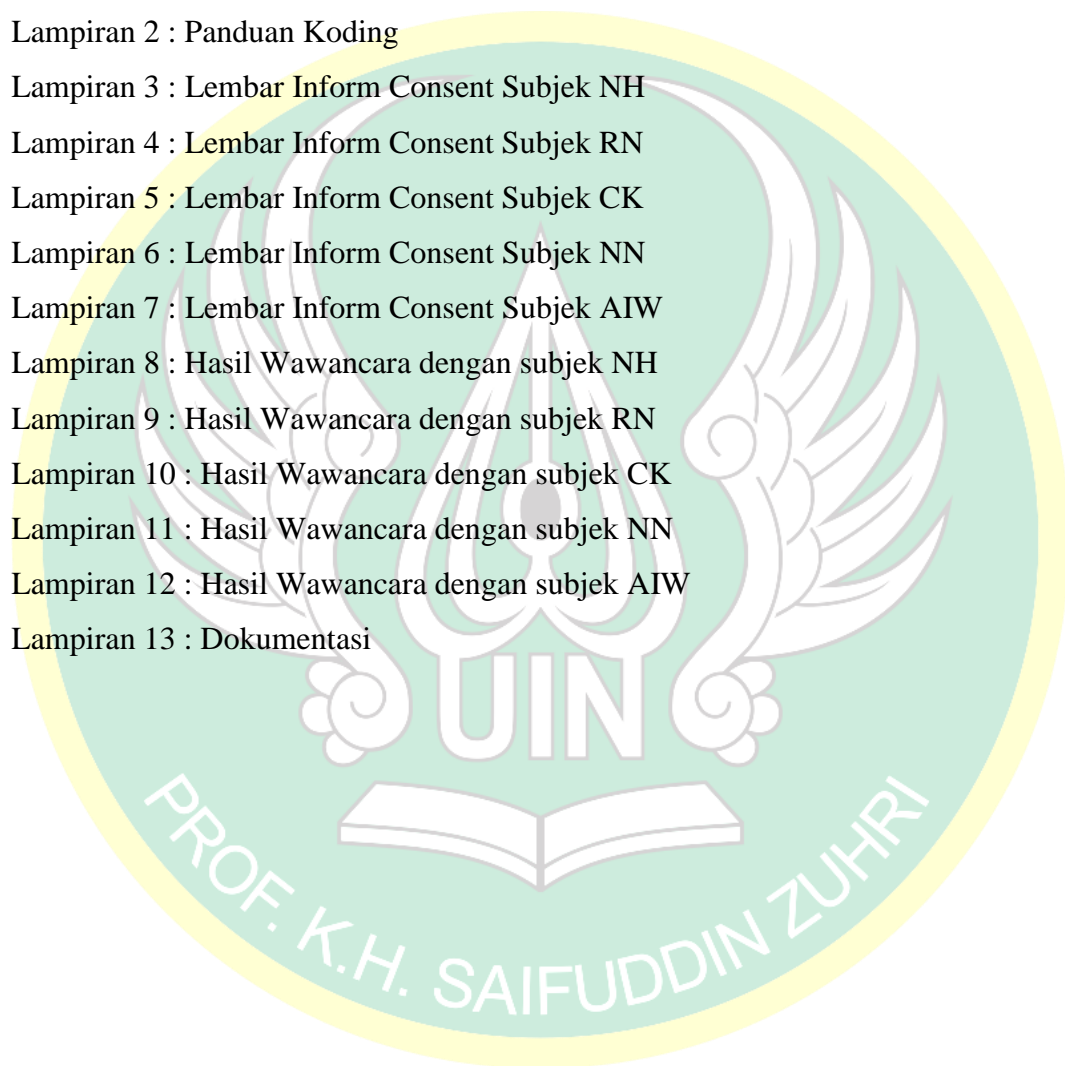 Lampiran 2 : Panduan Koding
Lampiran 3 : Lembar Inform Consent Subjek NH
Lampiran 4 : Lembar Inform Consent Subjek RN
Lampiran 5 : Lembar Inform Consent Subjek CK
Lampiran 6 : Lembar Inform Consent Subjek NN
Lampiran 7 : Lembar Inform Consent Subjek AIW
Lampiran 8 : Hasil Wawancara dengan subjek NH
Lampiran 9 : Hasil Wawancara dengan subjek RN
Lampiran 10 : Hasil Wawancara dengan subjek CK
Lampiran 11 : Hasil Wawancara dengan subjek NN
Lampiran 12 : Hasil Wawancara dengan subjek AIW
Lampiran 13 : Dokumentasi
UIN
PROF. K.H. SAIFUDDIN ZUHRI